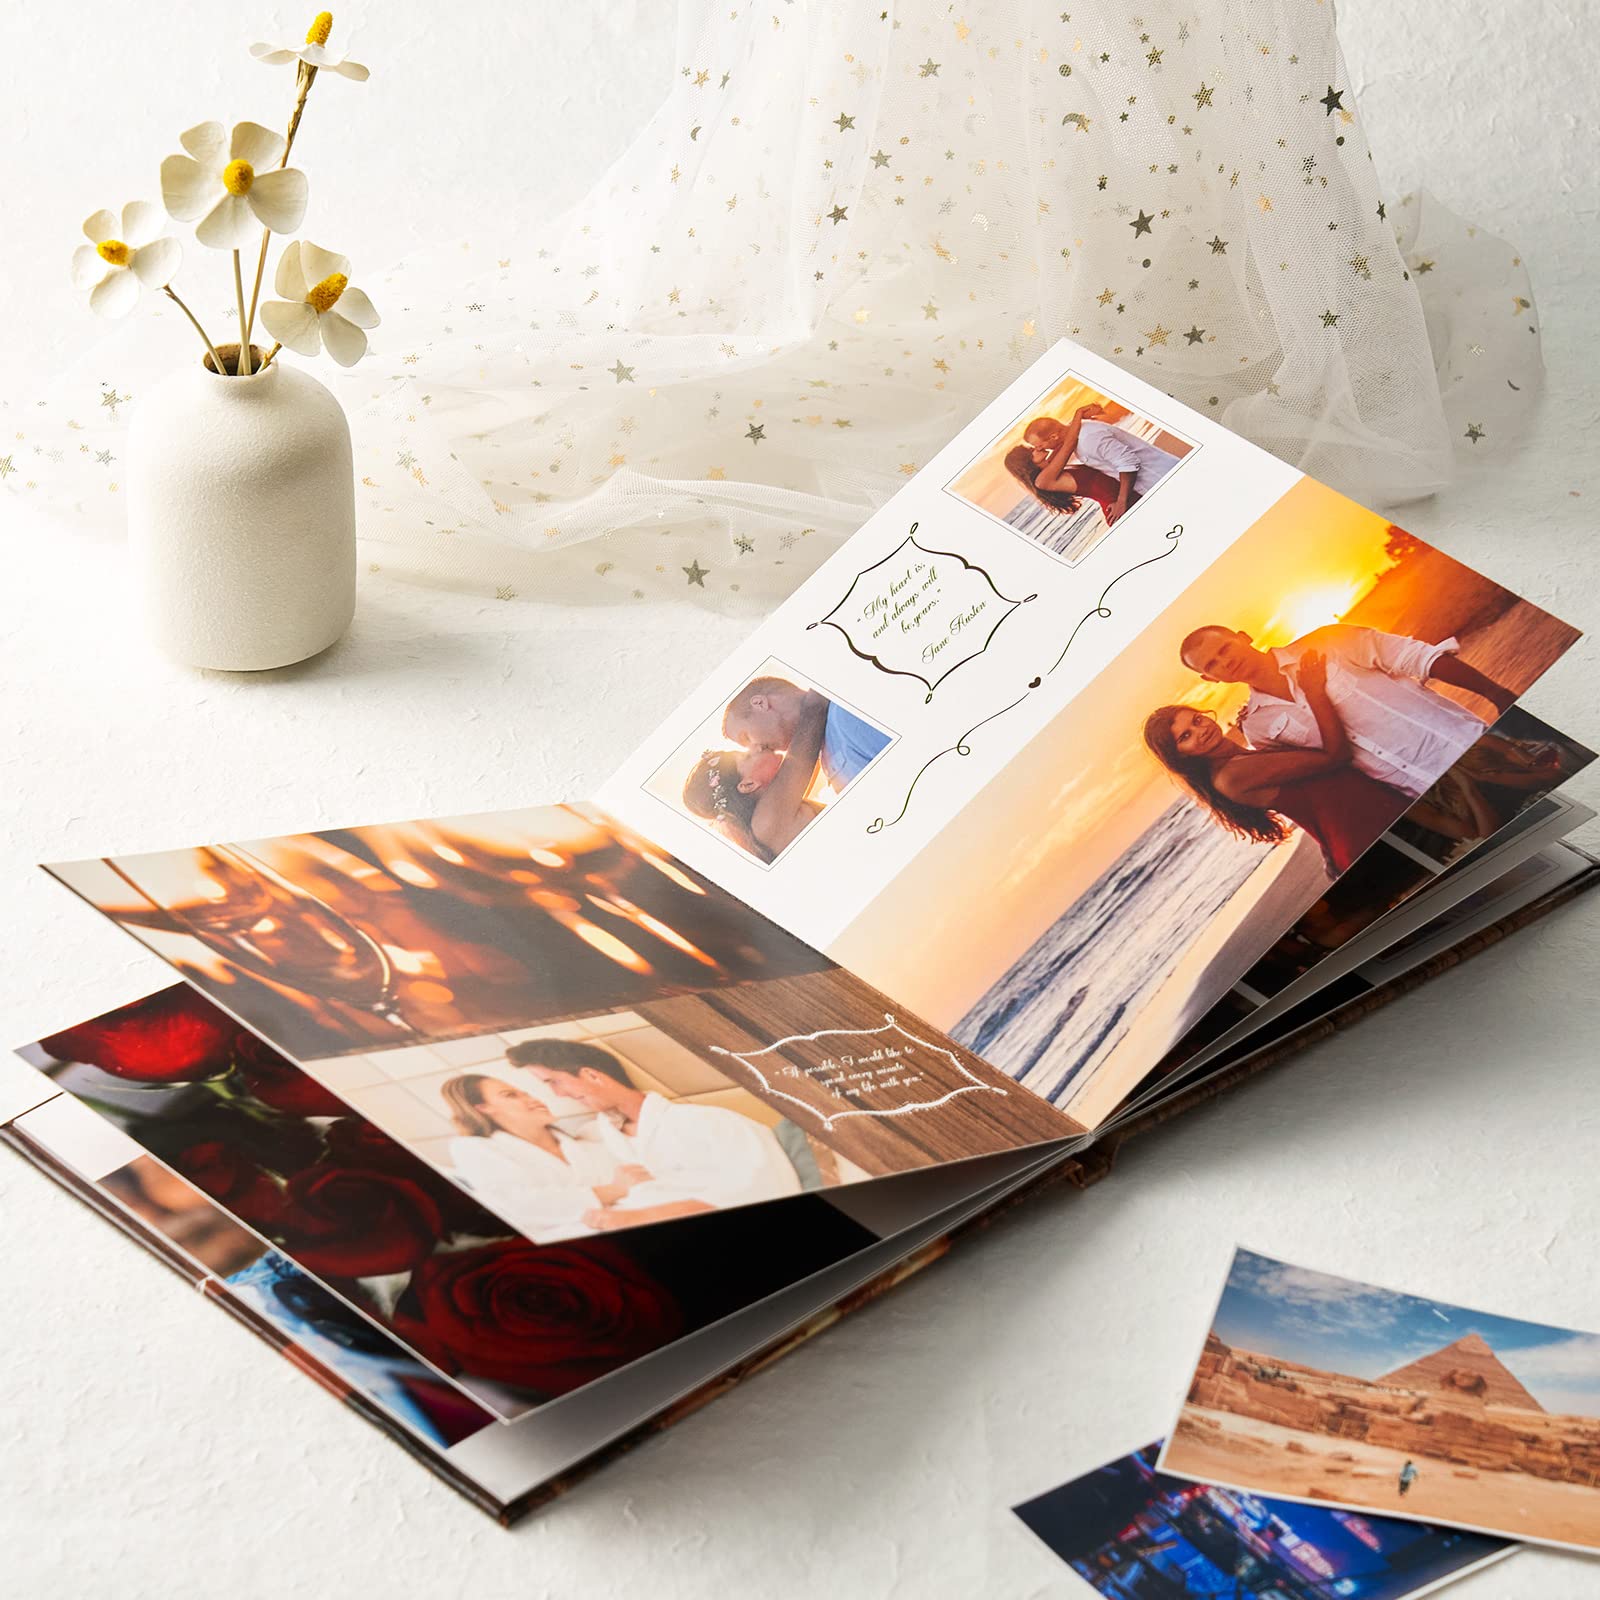 "My heart is,
and always will
be yours."
Jane Austen
"If possible, I would like to
spend every minute
of my life with you."